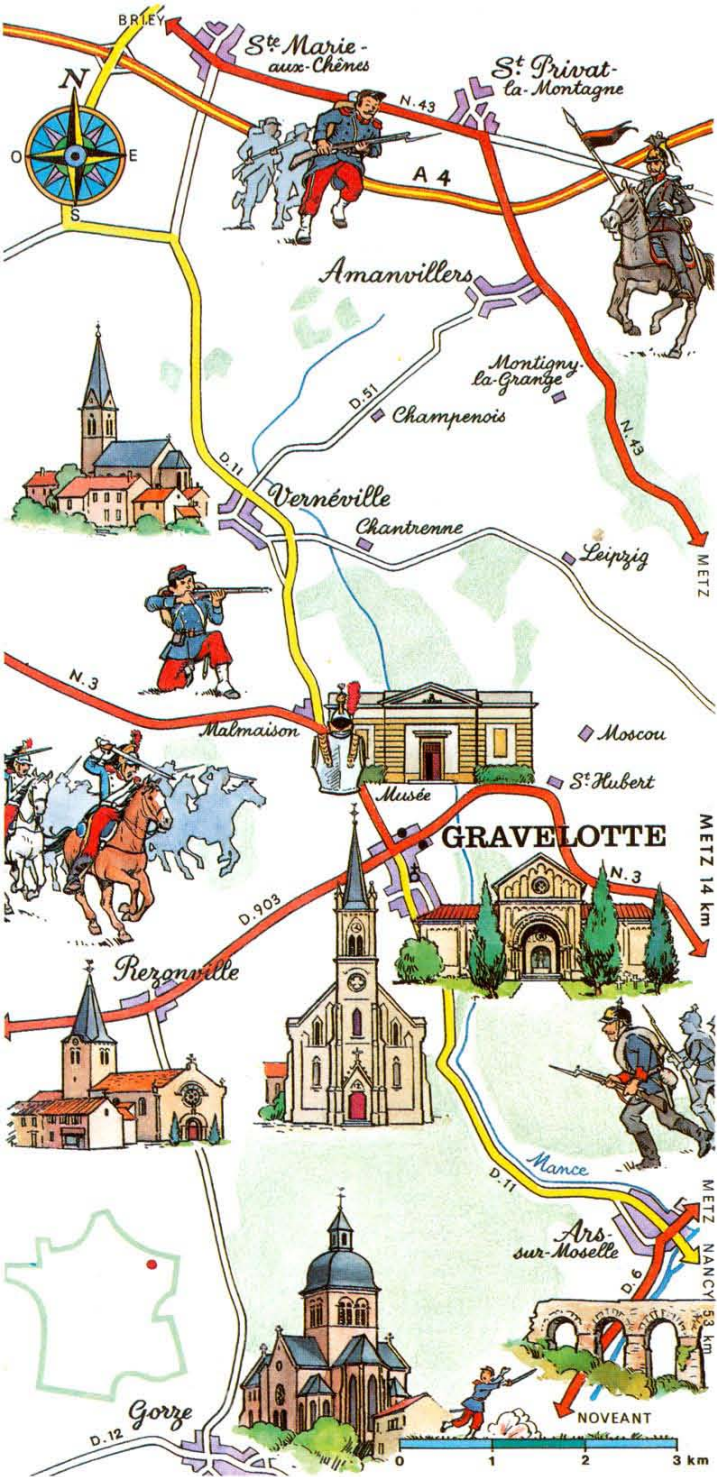 BRIEY
Ste Marie-
aux-Chênes
St Privat-
la-Montagne
N
O
E
S
N.43
A 4
Amanvillers
Montigny-
la-Grange
D.51
Champenois
N.43
D.11
Vernéville
Chantrenne
Leipzig
METZ
N.3
Malmaison
Moscou
Musée
St Hubert
GRAVELOTTE
METZ 14 km
N.3
D.903
Rezonville
Mance
D.11
METZ
Ars-
sur-Moselle
NANCY 53 km
D.6
Gorze
NOVEANT
D.12
0 1 2 3 km